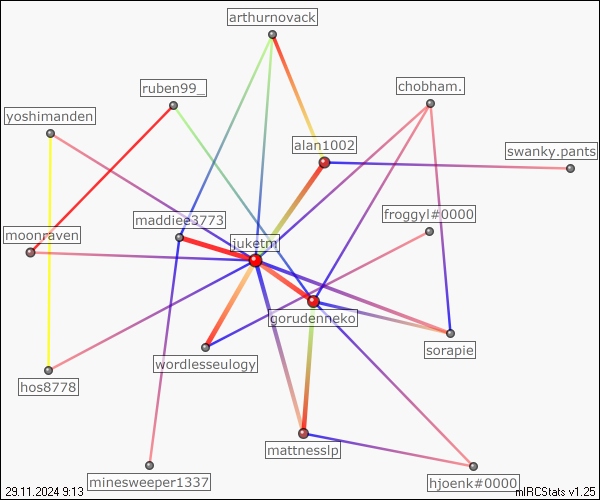 arthurnovack
ruben99_
chobham.
yoshimanden
alan1002
swanky.pants
maddiee3773
froggyl#0000
moonraven
juketm
gorudenneko
sorapie
wordlesseulogy
hos8778
mattnesslp
minesweeper1337
hjoenk#0000
29.11.2024 9:13
mIRCStats v1.25